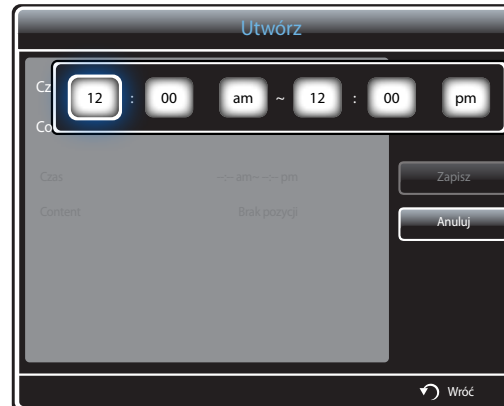 Utwórz
Cz
12 : 00 am ~ 12 : 00 pm
Co
Czas --:-- am~ --:-- pm
Zapisz
Content Brak pozycji
Anuluj
Wróć